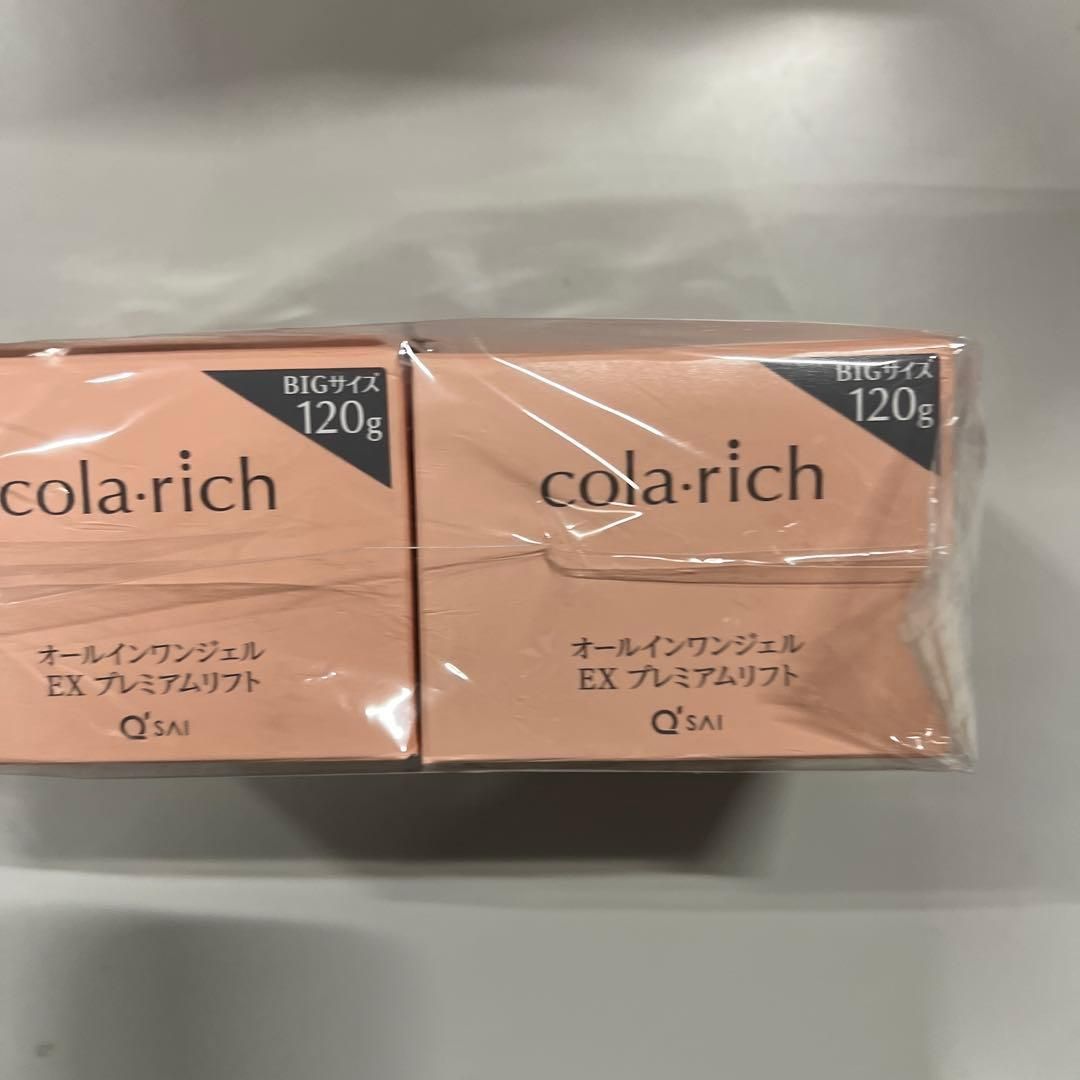 BIGサイズ
120g
cola·rich
オールインワンジェル
EX プレミアムリフト
Q'SAI
BIGサイズ
120g
cola·rich
オールインワンジェル
EX プレミアムリフト
Q'SAI